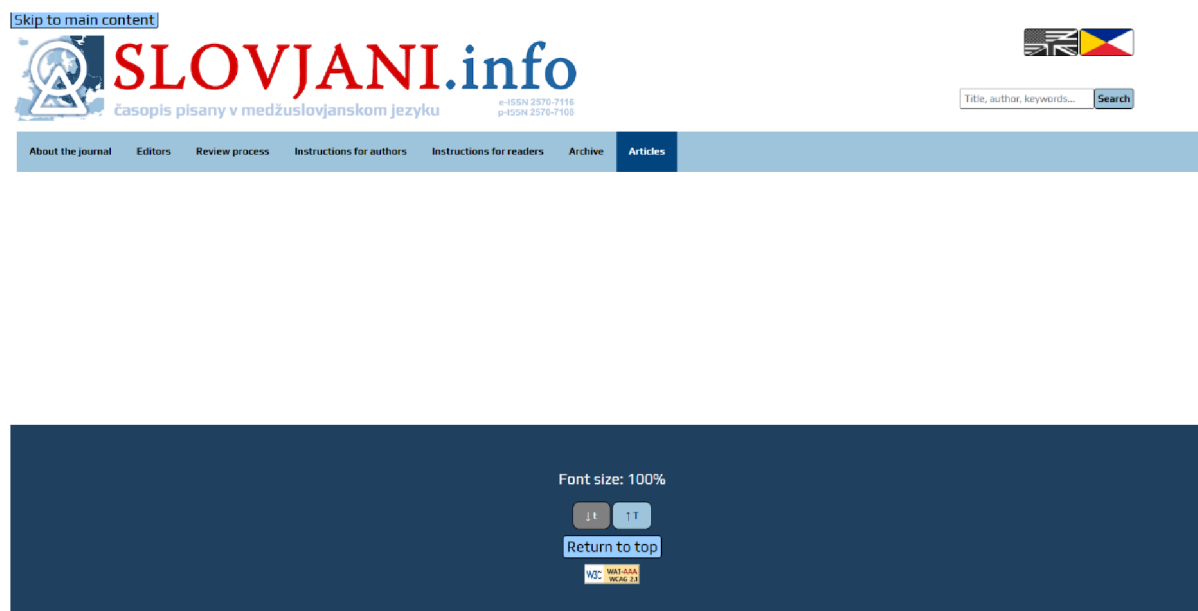 Skip to main content
SLOVJANI.info
časopis pisany v medžuslovjanskom jezyku
e-ISSN 2570-7116
p-ISSN 2570-7108
Title, author, keywords... Search
About the journal Editors Review process Instructions for authors Instructions for readers Archive Articles
Font size: 100%
↓t ↑T
Return to top
W3C WAI-AAA
WCAG 2.1